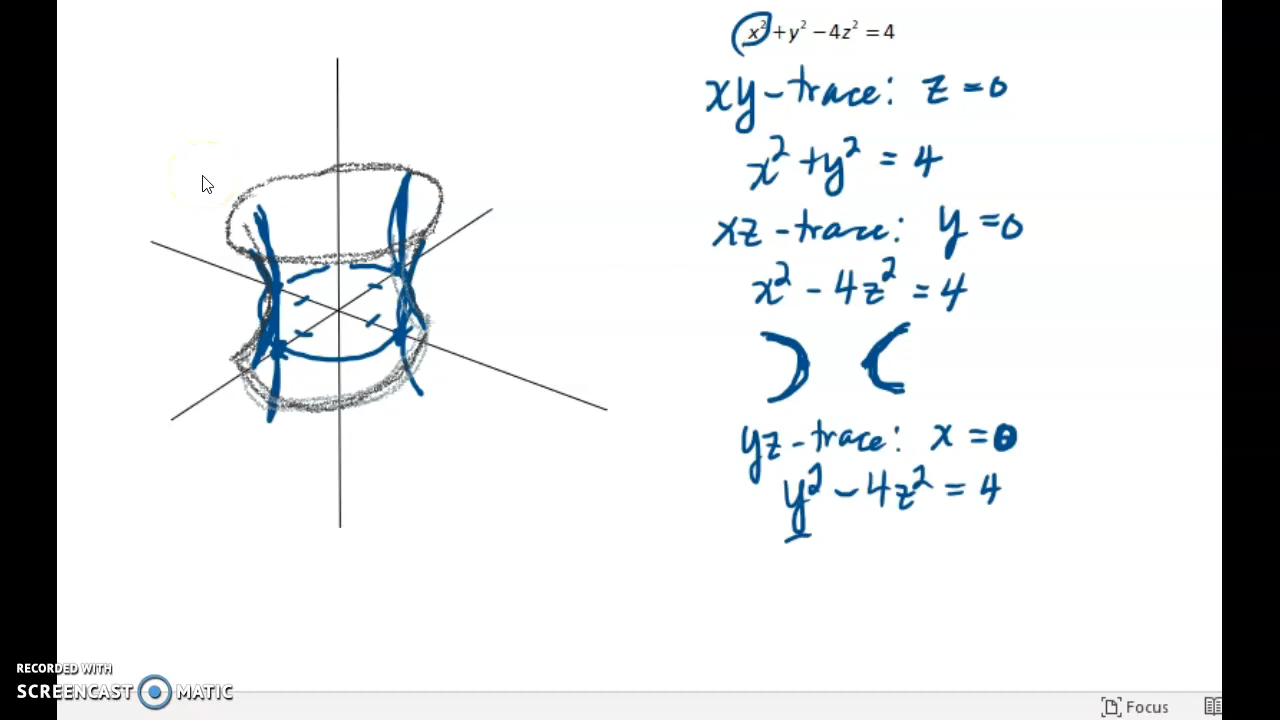 x² + y² − 4z² = 4
xy-trace: z = 0
x² + y² = 4
xz-trace: y = 0
x² - 4z² = 4
yz-trace: x = 0
y² - 4z² = 4
RECORDED WITH
SCREENCAST MATIC
Focus